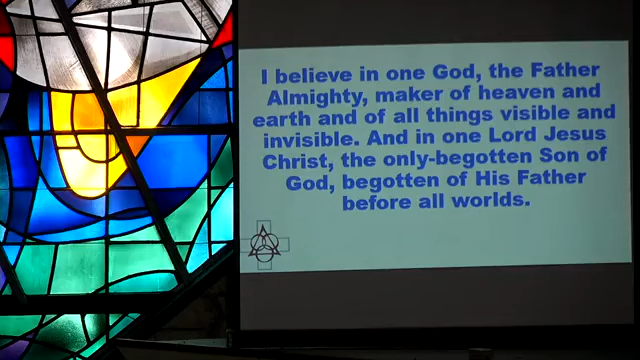 I believe in one God, the Father
Almighty, maker of heaven and
earth and of all things visible and
invisible. And in one Lord Jesus
Christ, the only-begotten Son of
God, begotten of His Father
before all worlds.